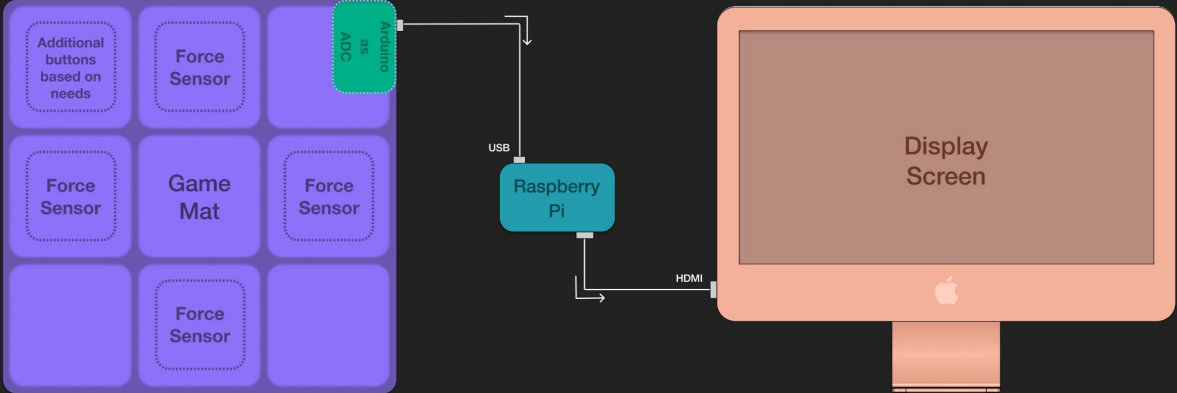 Additional
buttons
based on
needs
Force
Sensor
Arduino
as
ADC
Force
Sensor
Game
Mat
Force
Sensor
Force
Sensor
USB
Raspberry
Pi
HDMI
Display
Screen